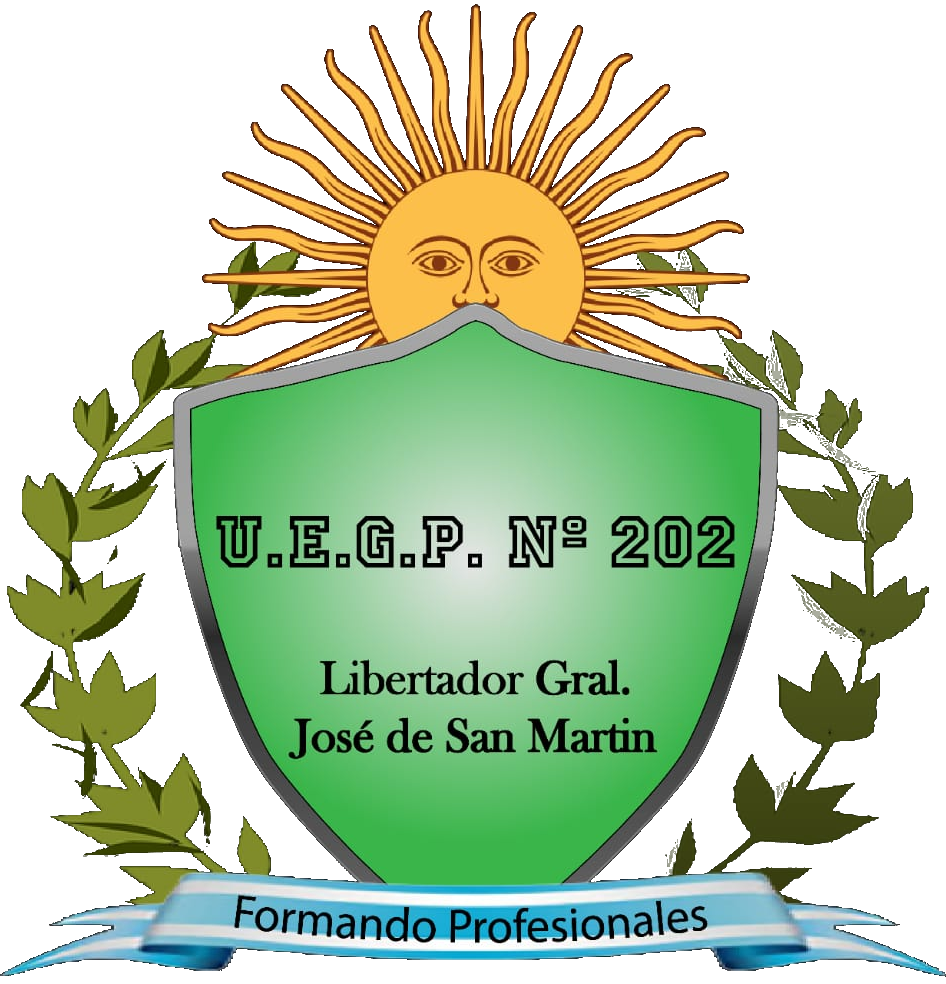 U.E.G.P. Nº 202
Libertador Gral.
José de San Martin
Formando Profesionales